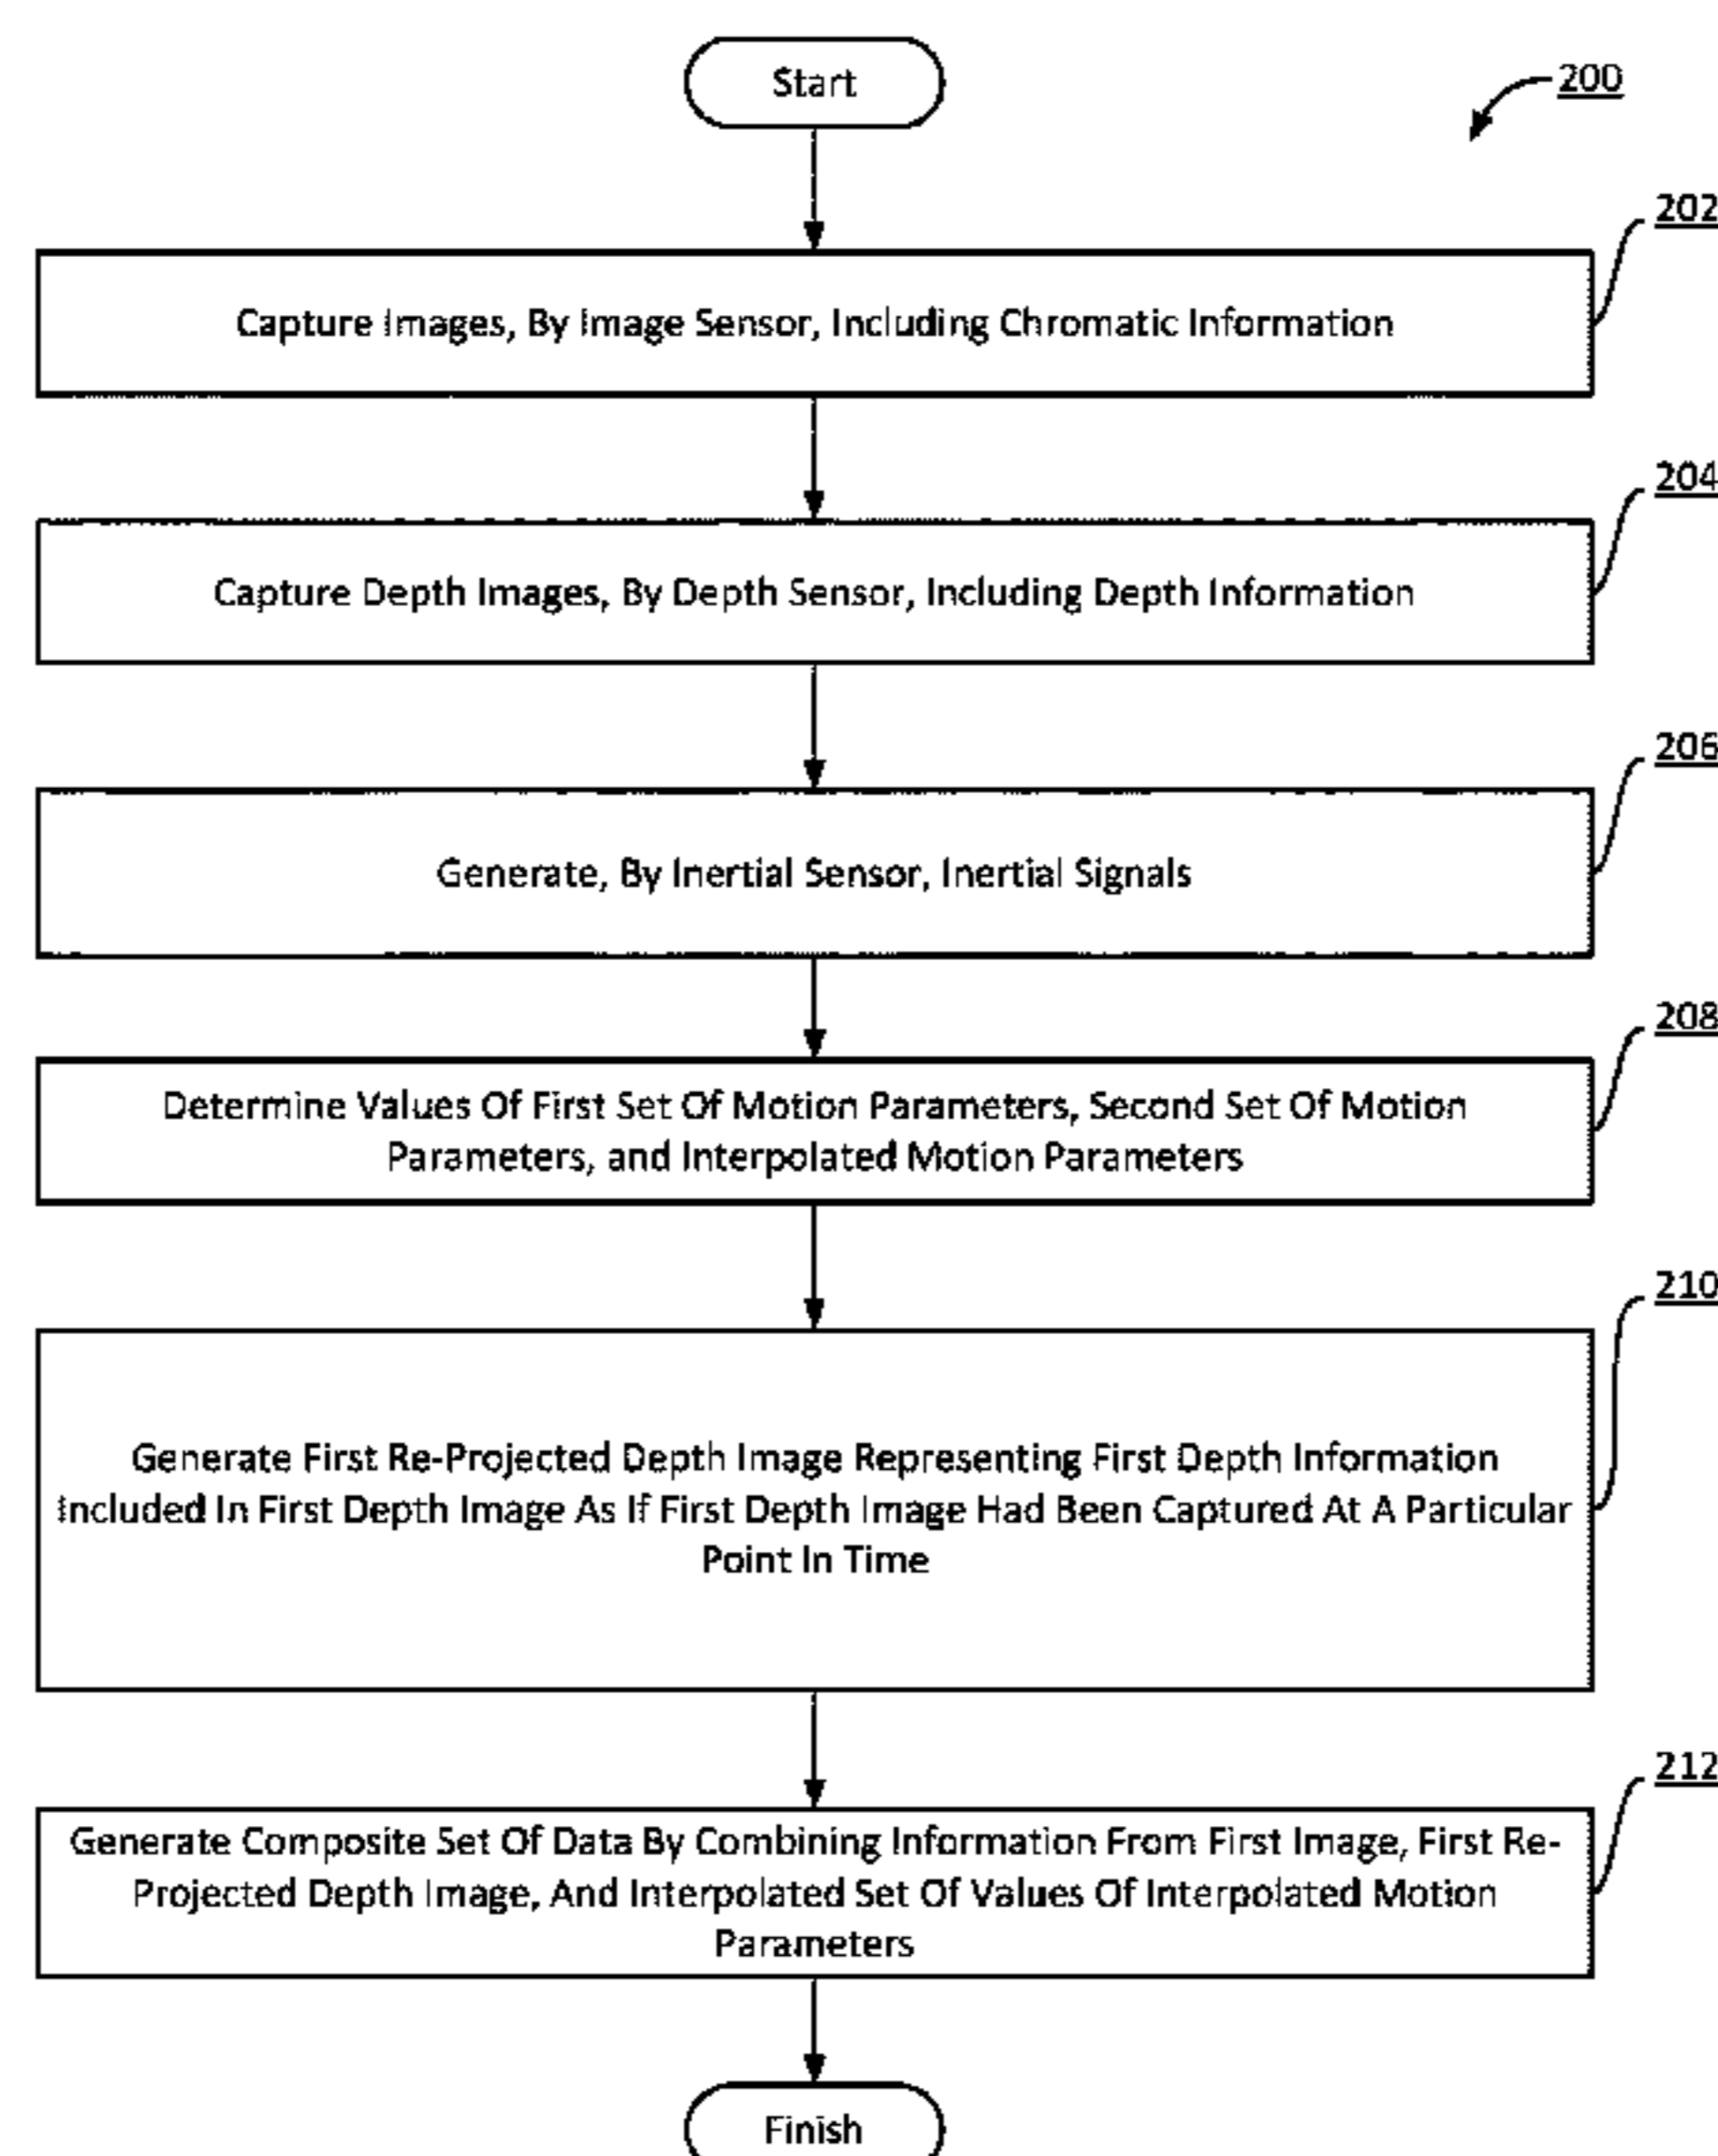 Start
200
202
Capture Images, By Image Sensor, Including Chromatic Information
204
Capture Depth Images, By Depth Sensor, Including Depth Information
206
Generate, By Inertial Sensor, Inertial Signals
208
Determine Values Of First Set Of Motion Parameters, Second Set Of Motion
Parameters, and Interpolated Motion Parameters
210
Generate First Re-Projected Depth Image Representing First Depth Information
Included In First Depth Image As If First Depth Image Had Been Captured At A Particular
Point In Time
212
Generate Composite Set Of Data By Combining Information From First Image, First Re-
Projected Depth Image, And Interpolated Set Of Values Of Interpolated Motion
Parameters
Finish